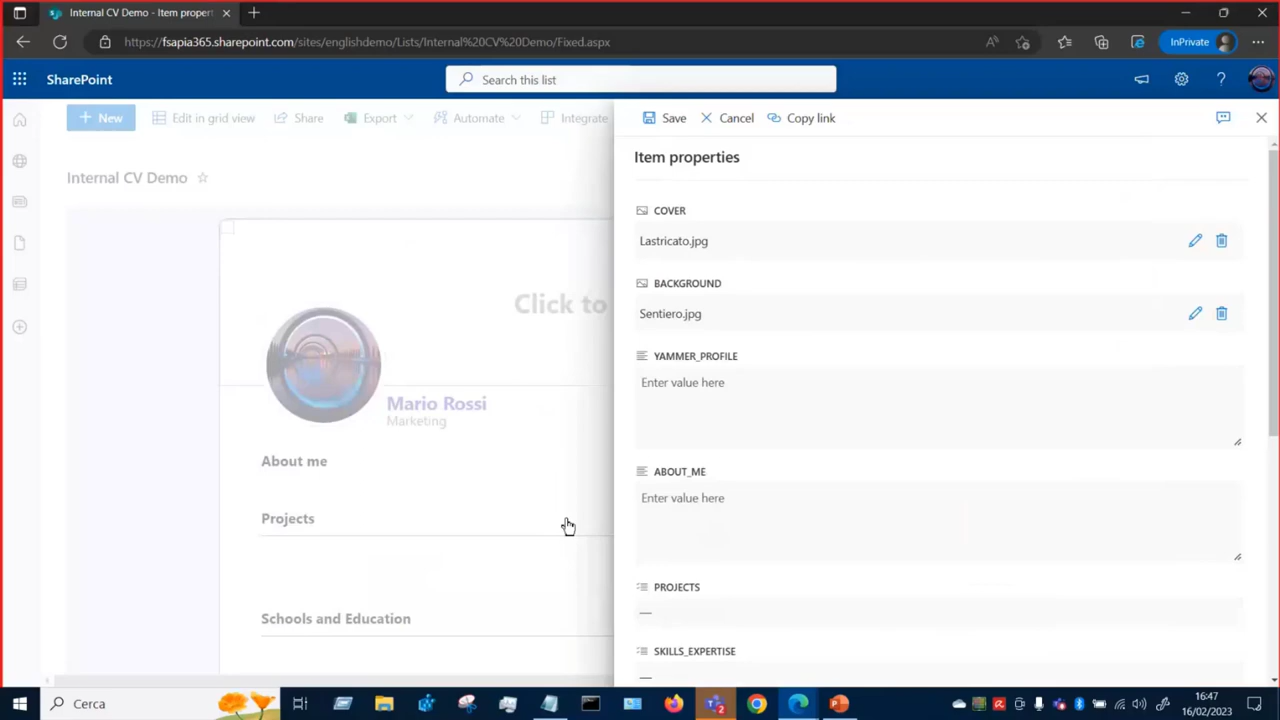 Internal CV Demo - Item propert
https://fsapia365.sharepoint.com/sites/englishdemo/Lists/Internal%20CV%20Demo/Fixed.aspx
InPrivate
SharePoint
Search this list
New
Edit in grid view
Share
Export
Automate
Integrate
Save
Cancel
Copy link
Internal CV Demo
Item properties
COVER
Lastricato.jpg
BACKGROUND
Sentiero.jpg
Click to
YAMMER_PROFILE
Enter value here
Mario Rossi
Marketing
About me
ABOUT_ME
Enter value here
Projects
PROJECTS
—
Schools and Education
SKILLS_EXPERTISE
—
Cerca
2
16:47
16/02/2023